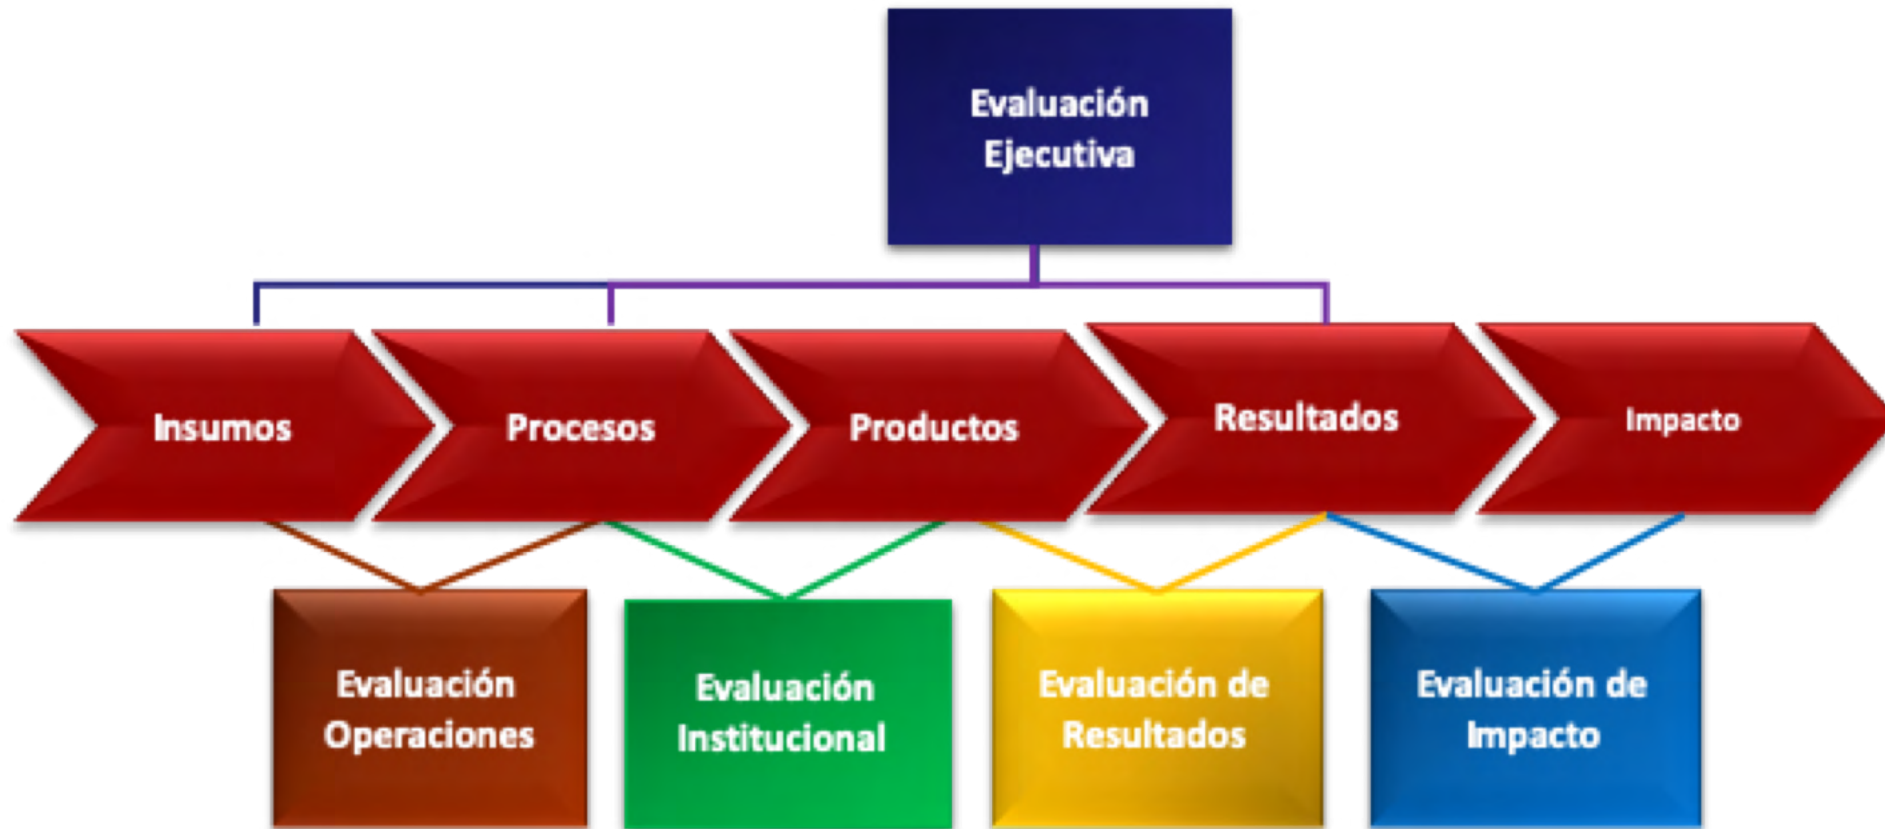 Evaluación
Ejecutiva
Insumos
Procesos
Productos
Resultados
Impacto
Evaluación
Operaciones
Evaluación
Institucional
Evaluación de
Resultados
Evaluación de
Impacto